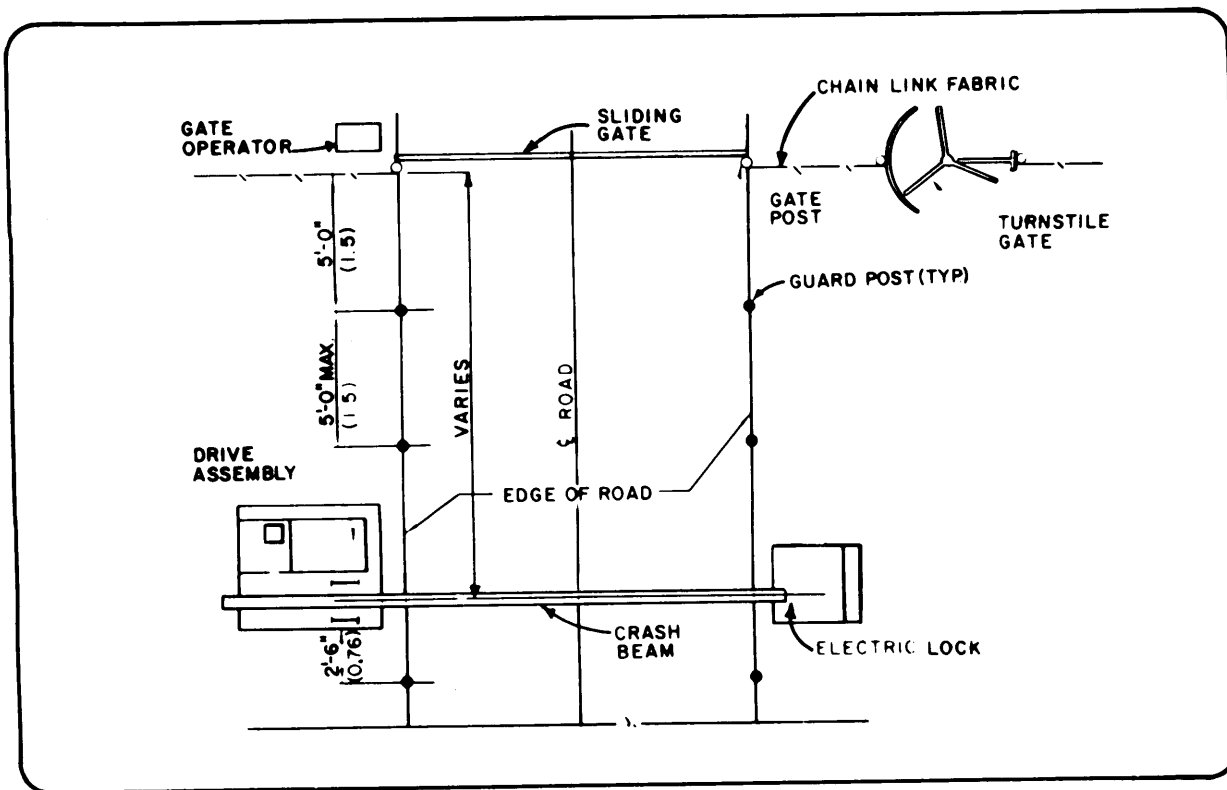 CHAIN LINK FABRIC
SLIDING
GATE
GATE
OPERATOR
GATE
POST
TURNSTILE
GATE
5'-0"
(1.5)
GUARD POST (TYP)
5'-0" MAX.
(1.5)
VARIES
℄ ROAD
DRIVE
ASSEMBLY
EDGE OF ROAD
CRASH
BEAM
ELECTRIC LOCK
2'-6"
(0.76)